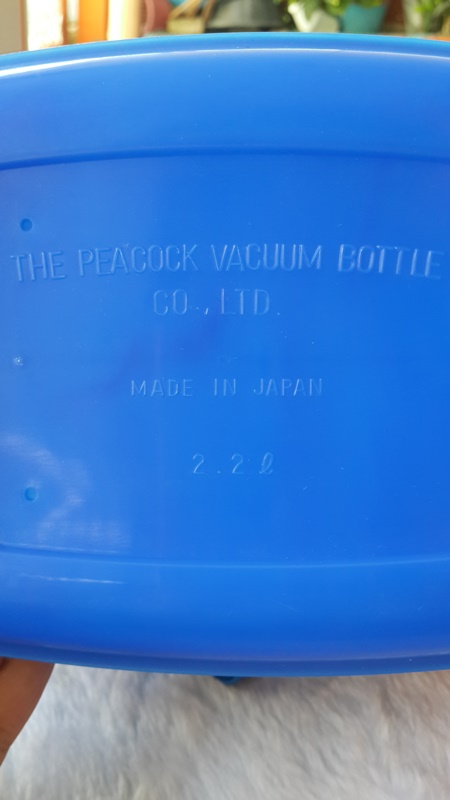 THE PEACOCK VACUUM BOTTLE
CO., LTD.
MADE IN JAPAN
2.2ℓ